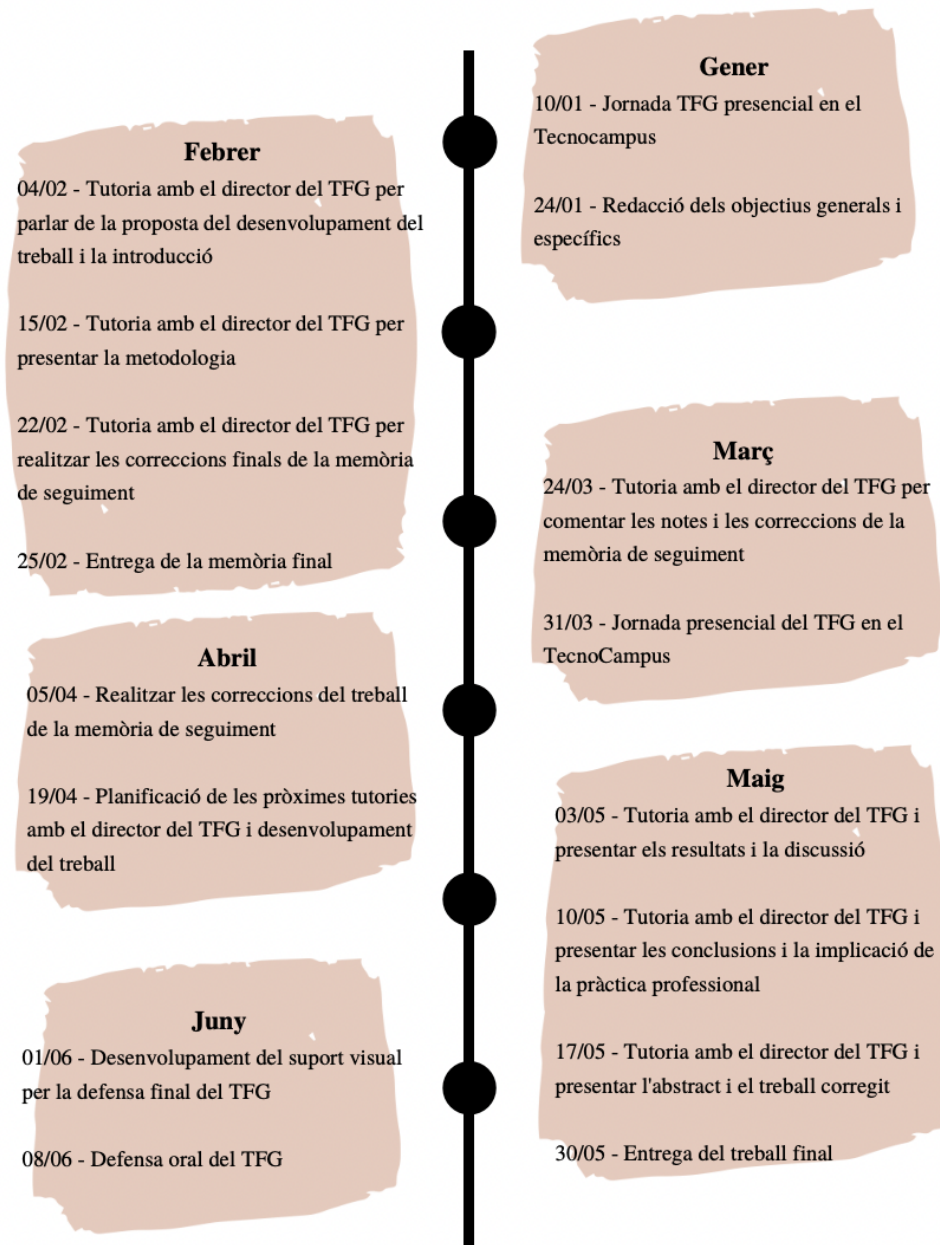 Gener
10/01 - Jornada TFG presencial en el
Tecnocampus
24/01 - Redacció dels objectius generals i
específics
Febrer
04/02 - Tutoria amb el director del TFG per
parlar de la proposta del desenvolupament del
treball i la introducció
15/02 - Tutoria amb el director del TFG per
presentar la metodologia
22/02 - Tutoria amb el director del TFG per
realitzar les correccions finals de la memòria
de seguiment
25/02 - Entrega de la memòria final
Març
24/03 - Tutoria amb el director del TFG per
comentar les notes i les correccions de la
memòria de seguiment
31/03 - Jornada presencial del TFG en el
TecnoCampus
Abril
05/04 - Realitzar les correccions del treball
de la memòria de seguiment
19/04 - Planificació de les pròximes tutories
amb el director del TFG i desenvolupament
del treball
Maig
03/05 - Tutoria amb el director del TFG i
presentar els resultats i la discussió
10/05 - Tutoria amb el director del TFG i
presentar les conclusions i la implicació de
la pràctica professional
17/05 - Tutoria amb el director del TFG i
presentar l'abstract i el treball corregit
30/05 - Entrega del treball final
Juny
01/06 - Desenvolupament del suport visual
per la defensa final del TFG
08/06 - Defensa oral del TFG